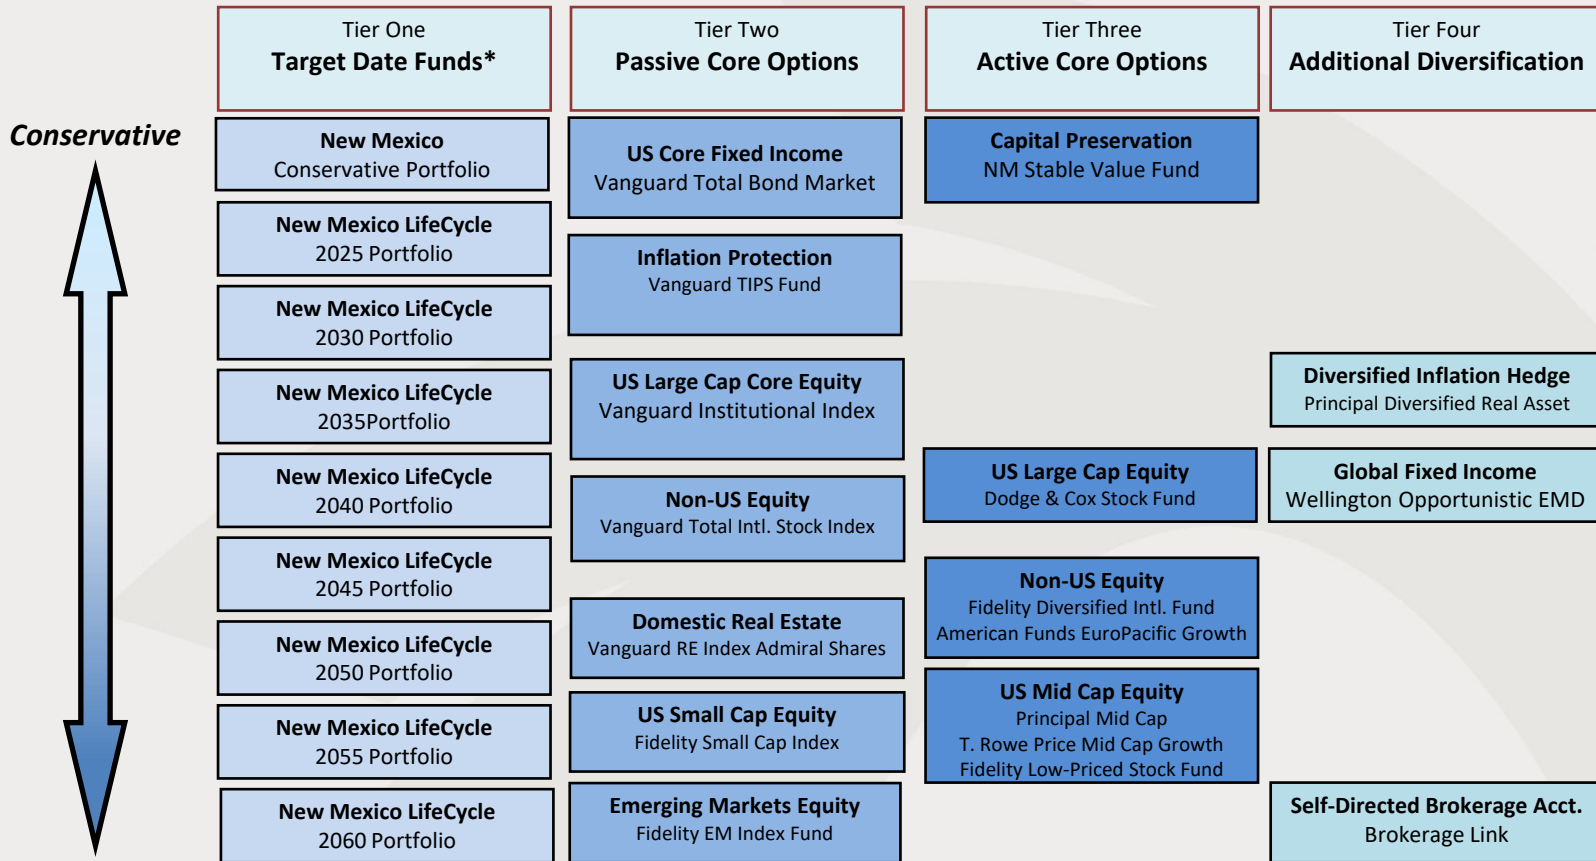 Tier One
Target Date Funds*
Tier Two
Passive Core Options
Tier Three
Active Core Options
Tier Four
Additional Diversification
Conservative
New Mexico
Conservative Portfolio
New Mexico LifeCycle
2025 Portfolio
New Mexico LifeCycle
2030 Portfolio
New Mexico LifeCycle
2035Portfolio
New Mexico LifeCycle
2040 Portfolio
New Mexico LifeCycle
2045 Portfolio
New Mexico LifeCycle
2050 Portfolio
New Mexico LifeCycle
2055 Portfolio
New Mexico LifeCycle
2060 Portfolio
US Core Fixed Income
Vanguard Total Bond Market
Inflation Protection
Vanguard TIPS Fund
US Large Cap Core Equity
Vanguard Institutional Index
Non-US Equity
Vanguard Total Intl. Stock Index
Domestic Real Estate
Vanguard RE Index Admiral Shares
US Small Cap Equity
Fidelity Small Cap Index
Emerging Markets Equity
Fidelity EM Index Fund
Capital Preservation
NM Stable Value Fund
US Large Cap Equity
Dodge & Cox Stock Fund
Non-US Equity
Fidelity Diversified Intl. Fund
American Funds EuroPacific Growth
US Mid Cap Equity
Principal Mid Cap
T. Rowe Price Mid Cap Growth
Fidelity Low-Priced Stock Fund
Diversified Inflation Hedge
Principal Diversified Real Asset
Global Fixed Income
Wellington Opportunistic EMD
Self-Directed Brokerage Acct.
Brokerage Link